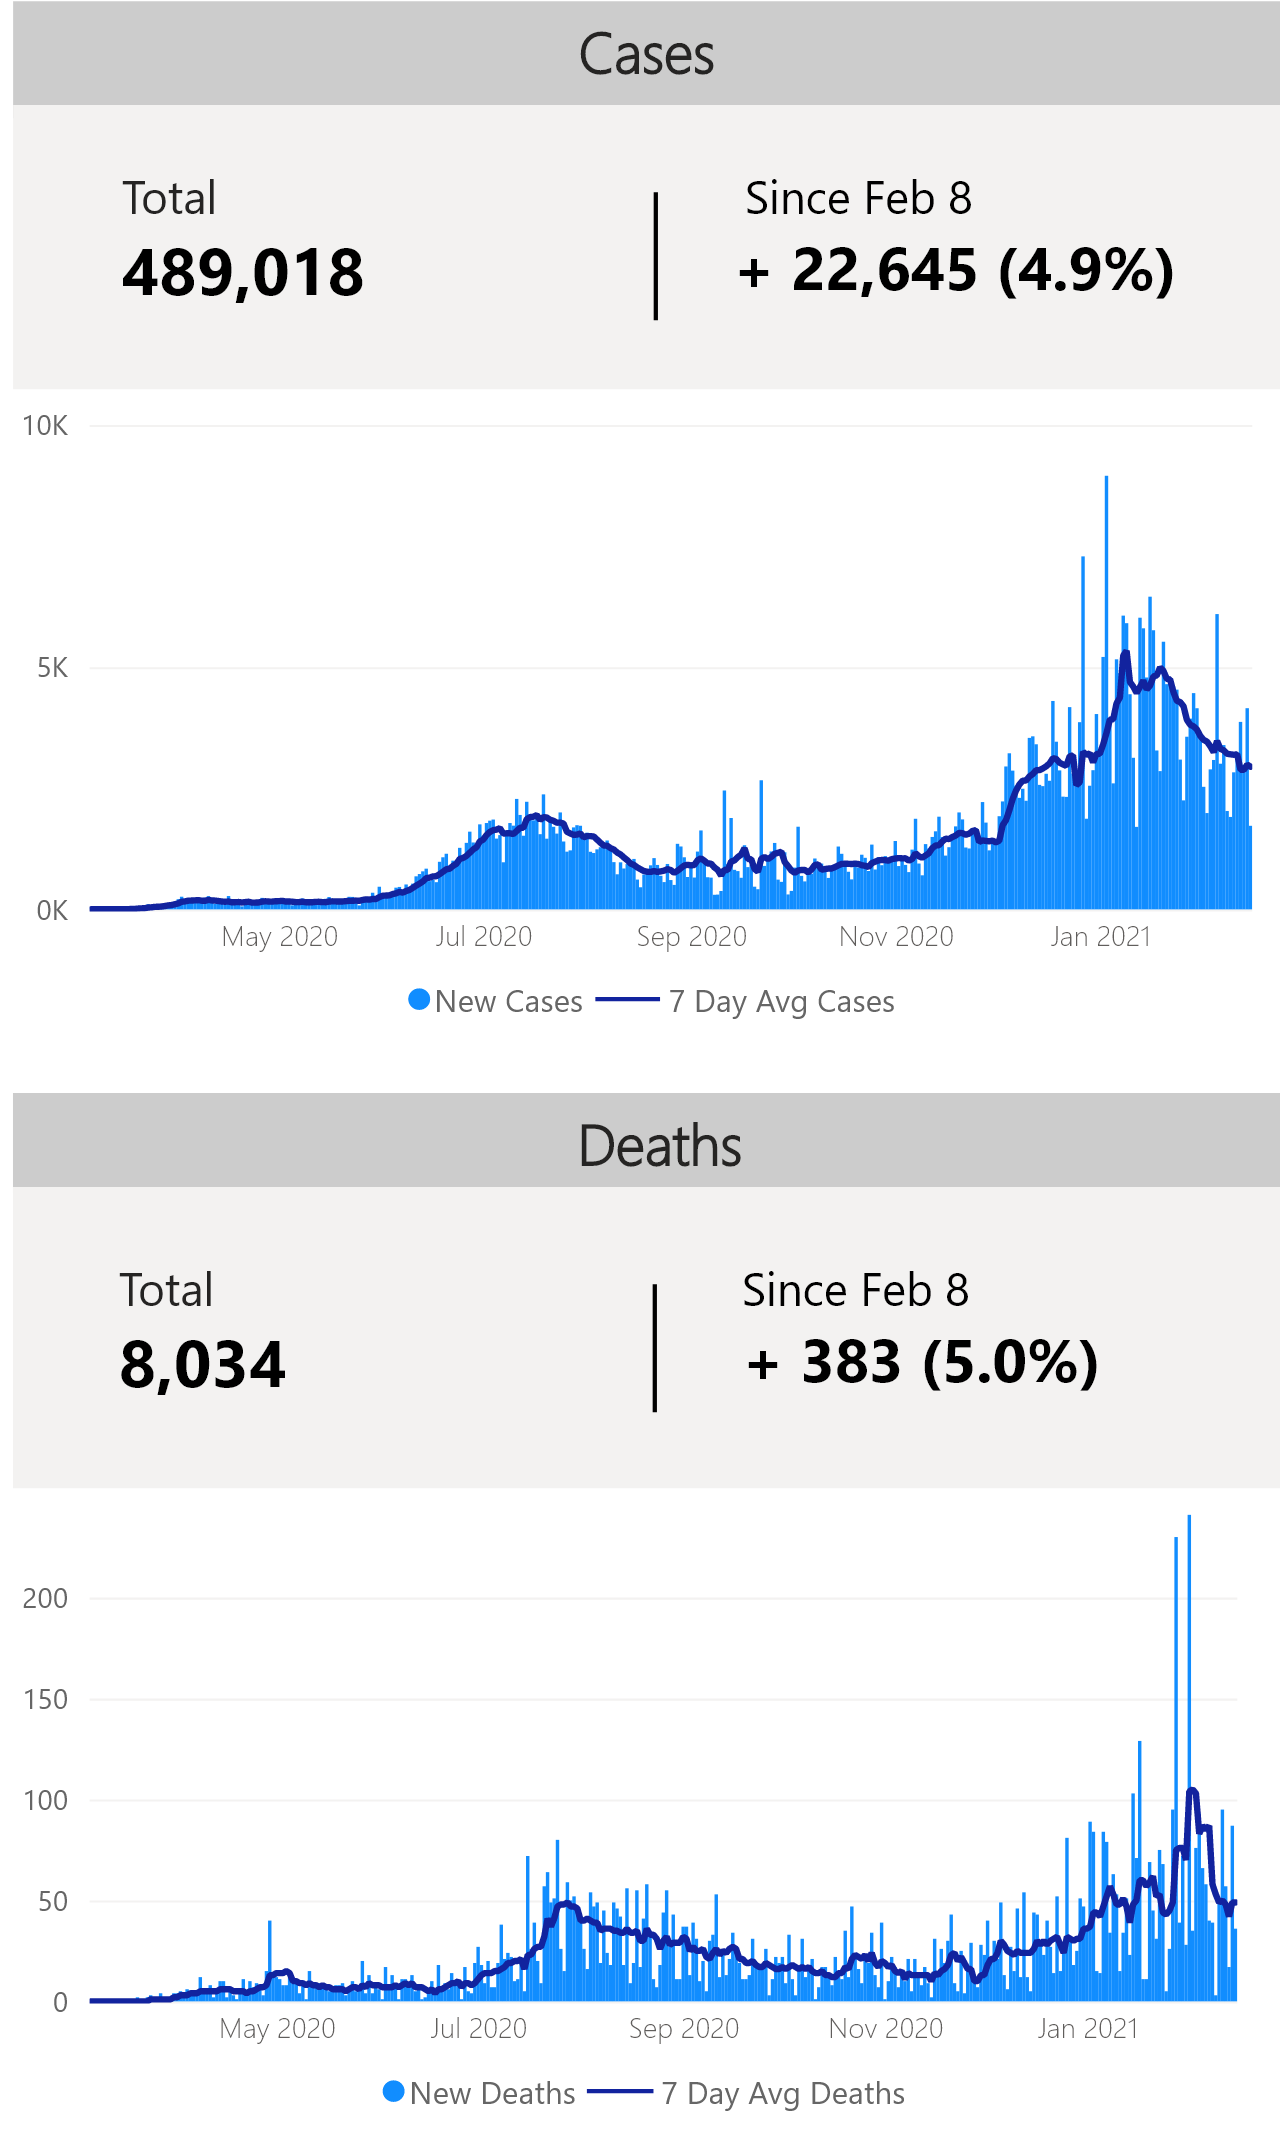 Cases
Total
Since Feb 8
489,018
+ 22,645 (4.9%)
10K
5K
0K
May 2020
Jul 2020
Sep 2020
Nov 2020
Jan 2021
New Cases
7 Day Avg Cases
Deaths
Total
Since Feb 8
8,034
+ 383 (5.0%)
200
150
100
50
0
May 2020
Jul 2020
Sep 2020
Nov 2020
Jan 2021
New Deaths
7 Day Avg Deaths